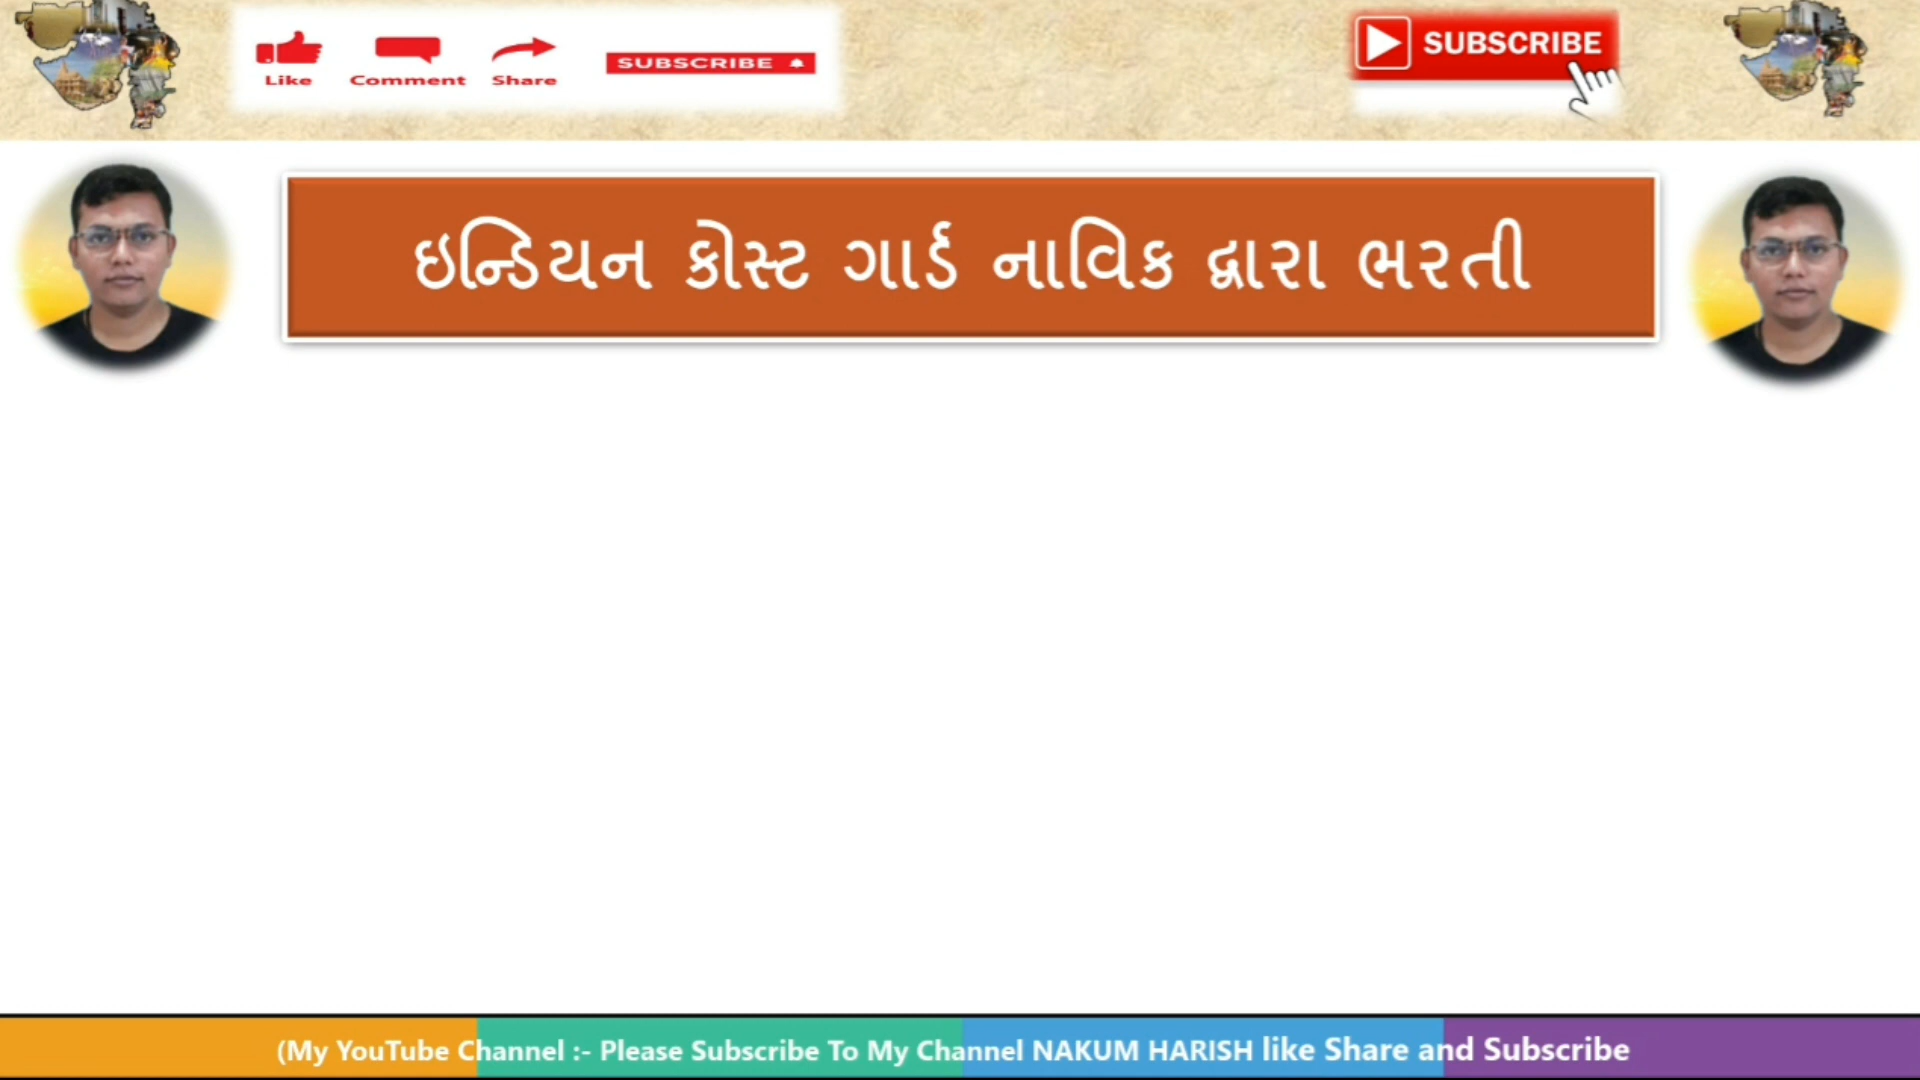 Like
Comment
Share
SUBSCRIBE
SUBSCRIBE
ઇન્ડિયન કોસ્ટ ગાર્ડ નાવિક દ્વારા ભરતી
(My YouTube Channel :- Please Subscribe To My Channel NAKUM HARISH like Share and Subscribe